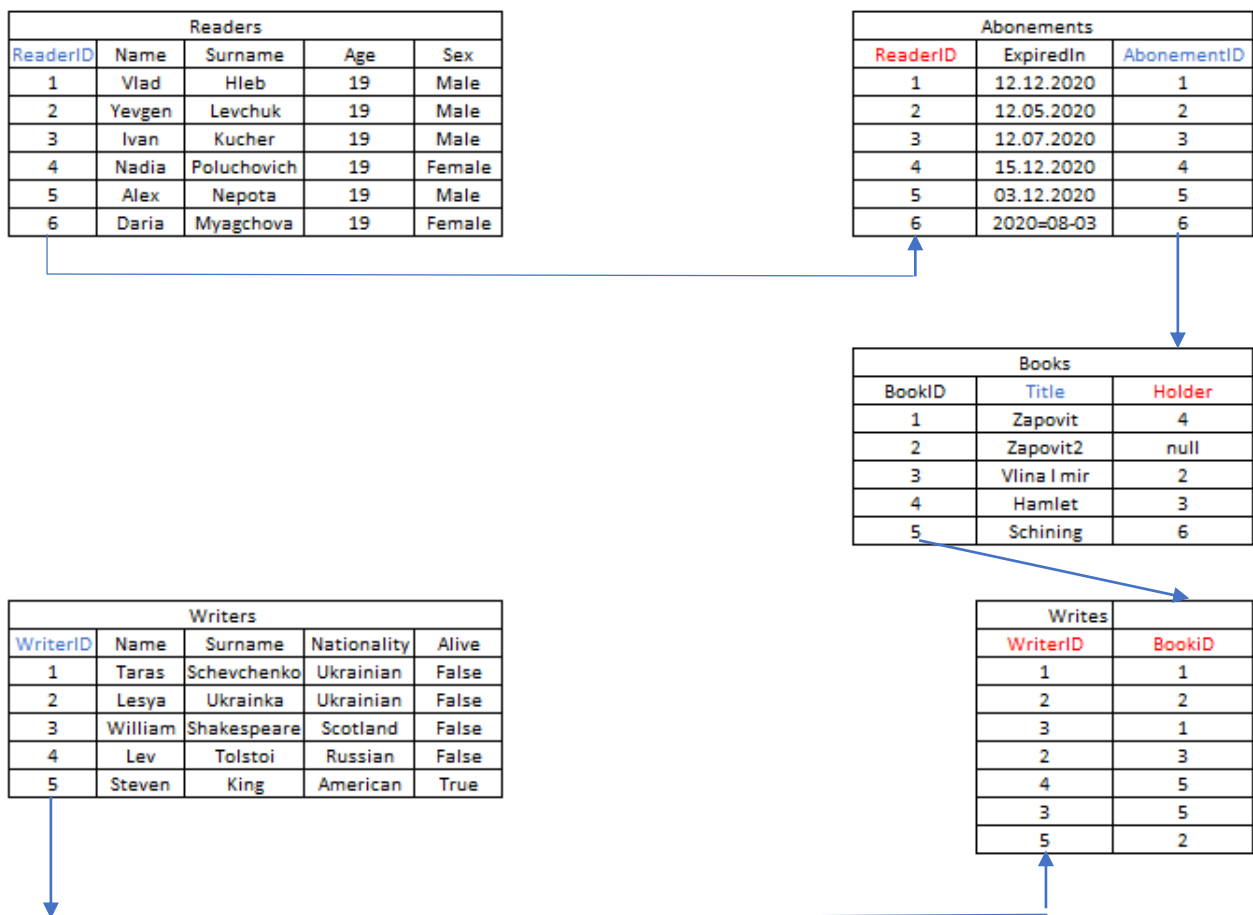 Readers
ReaderID Name Surname Age Sex
1 Vlad Hleb 19 Male
2 Yevgen Levchuk 19 Male
3 Ivan Kucher 19 Male
4 Nadia Poluchovich 19 Female
5 Alex Nepota 19 Male
6 Daria Myagchova 19 Female
Abonements
ReaderID ExpiredIn AbonementID
1 12.12.2020 1
2 12.05.2020 2
3 12.07.2020 3
4 15.12.2020 4
5 03.12.2020 5
6 2020=08-03 6
Books
BookID Title Holder
1 Zapovit 4
2 Zapovit2 null
3 Vlina I mir 2
4 Hamlet 3
5 Schining 6
Writers
WriterID Name Surname Nationality Alive
1 Taras Schevchenko Ukrainian False
2 Lesya Ukrainka Ukrainian False
3 William Shakespeare Scotland False
4 Lev Tolstoi Russian False
5 Steven King American True
Writes
WriterID BookiD
1 1
2 2
3 1
2 3
4 5
3 5
5 2